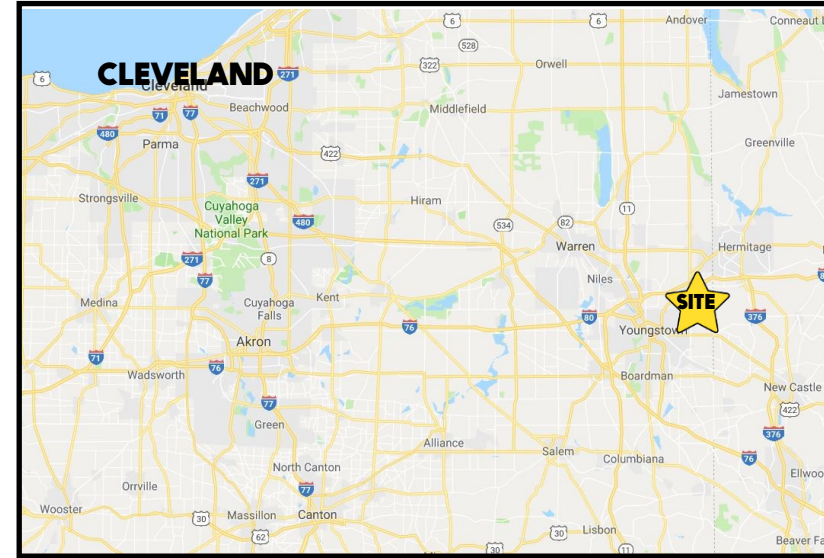 6
6
Andover
Conneaut L
528
322
Orwell
CLEVELAND
271
6
Cleveland
Jamestown
Beachwood
71
77
Middlefield
480
Parma
Greenville
422
271
Strongsville
Hiram
Cuyahoga
Valley
National Park
11
480
534
82
Warren
Hermitage
271
8
77
Niles
8
Medina
Cuyahoga
Falls
Kent
SITE
76
80
376
Youngstown
Akron
71
76
Wadsworth
Boardman
New Castle
77
422
Green
376
Alliance
Salem
Columbiana
76
North Canton
Ellwoo
Orrville
77
Wooster
30
Massillon
Canton
62
30
Lisbon
30
11
Beaver Fa